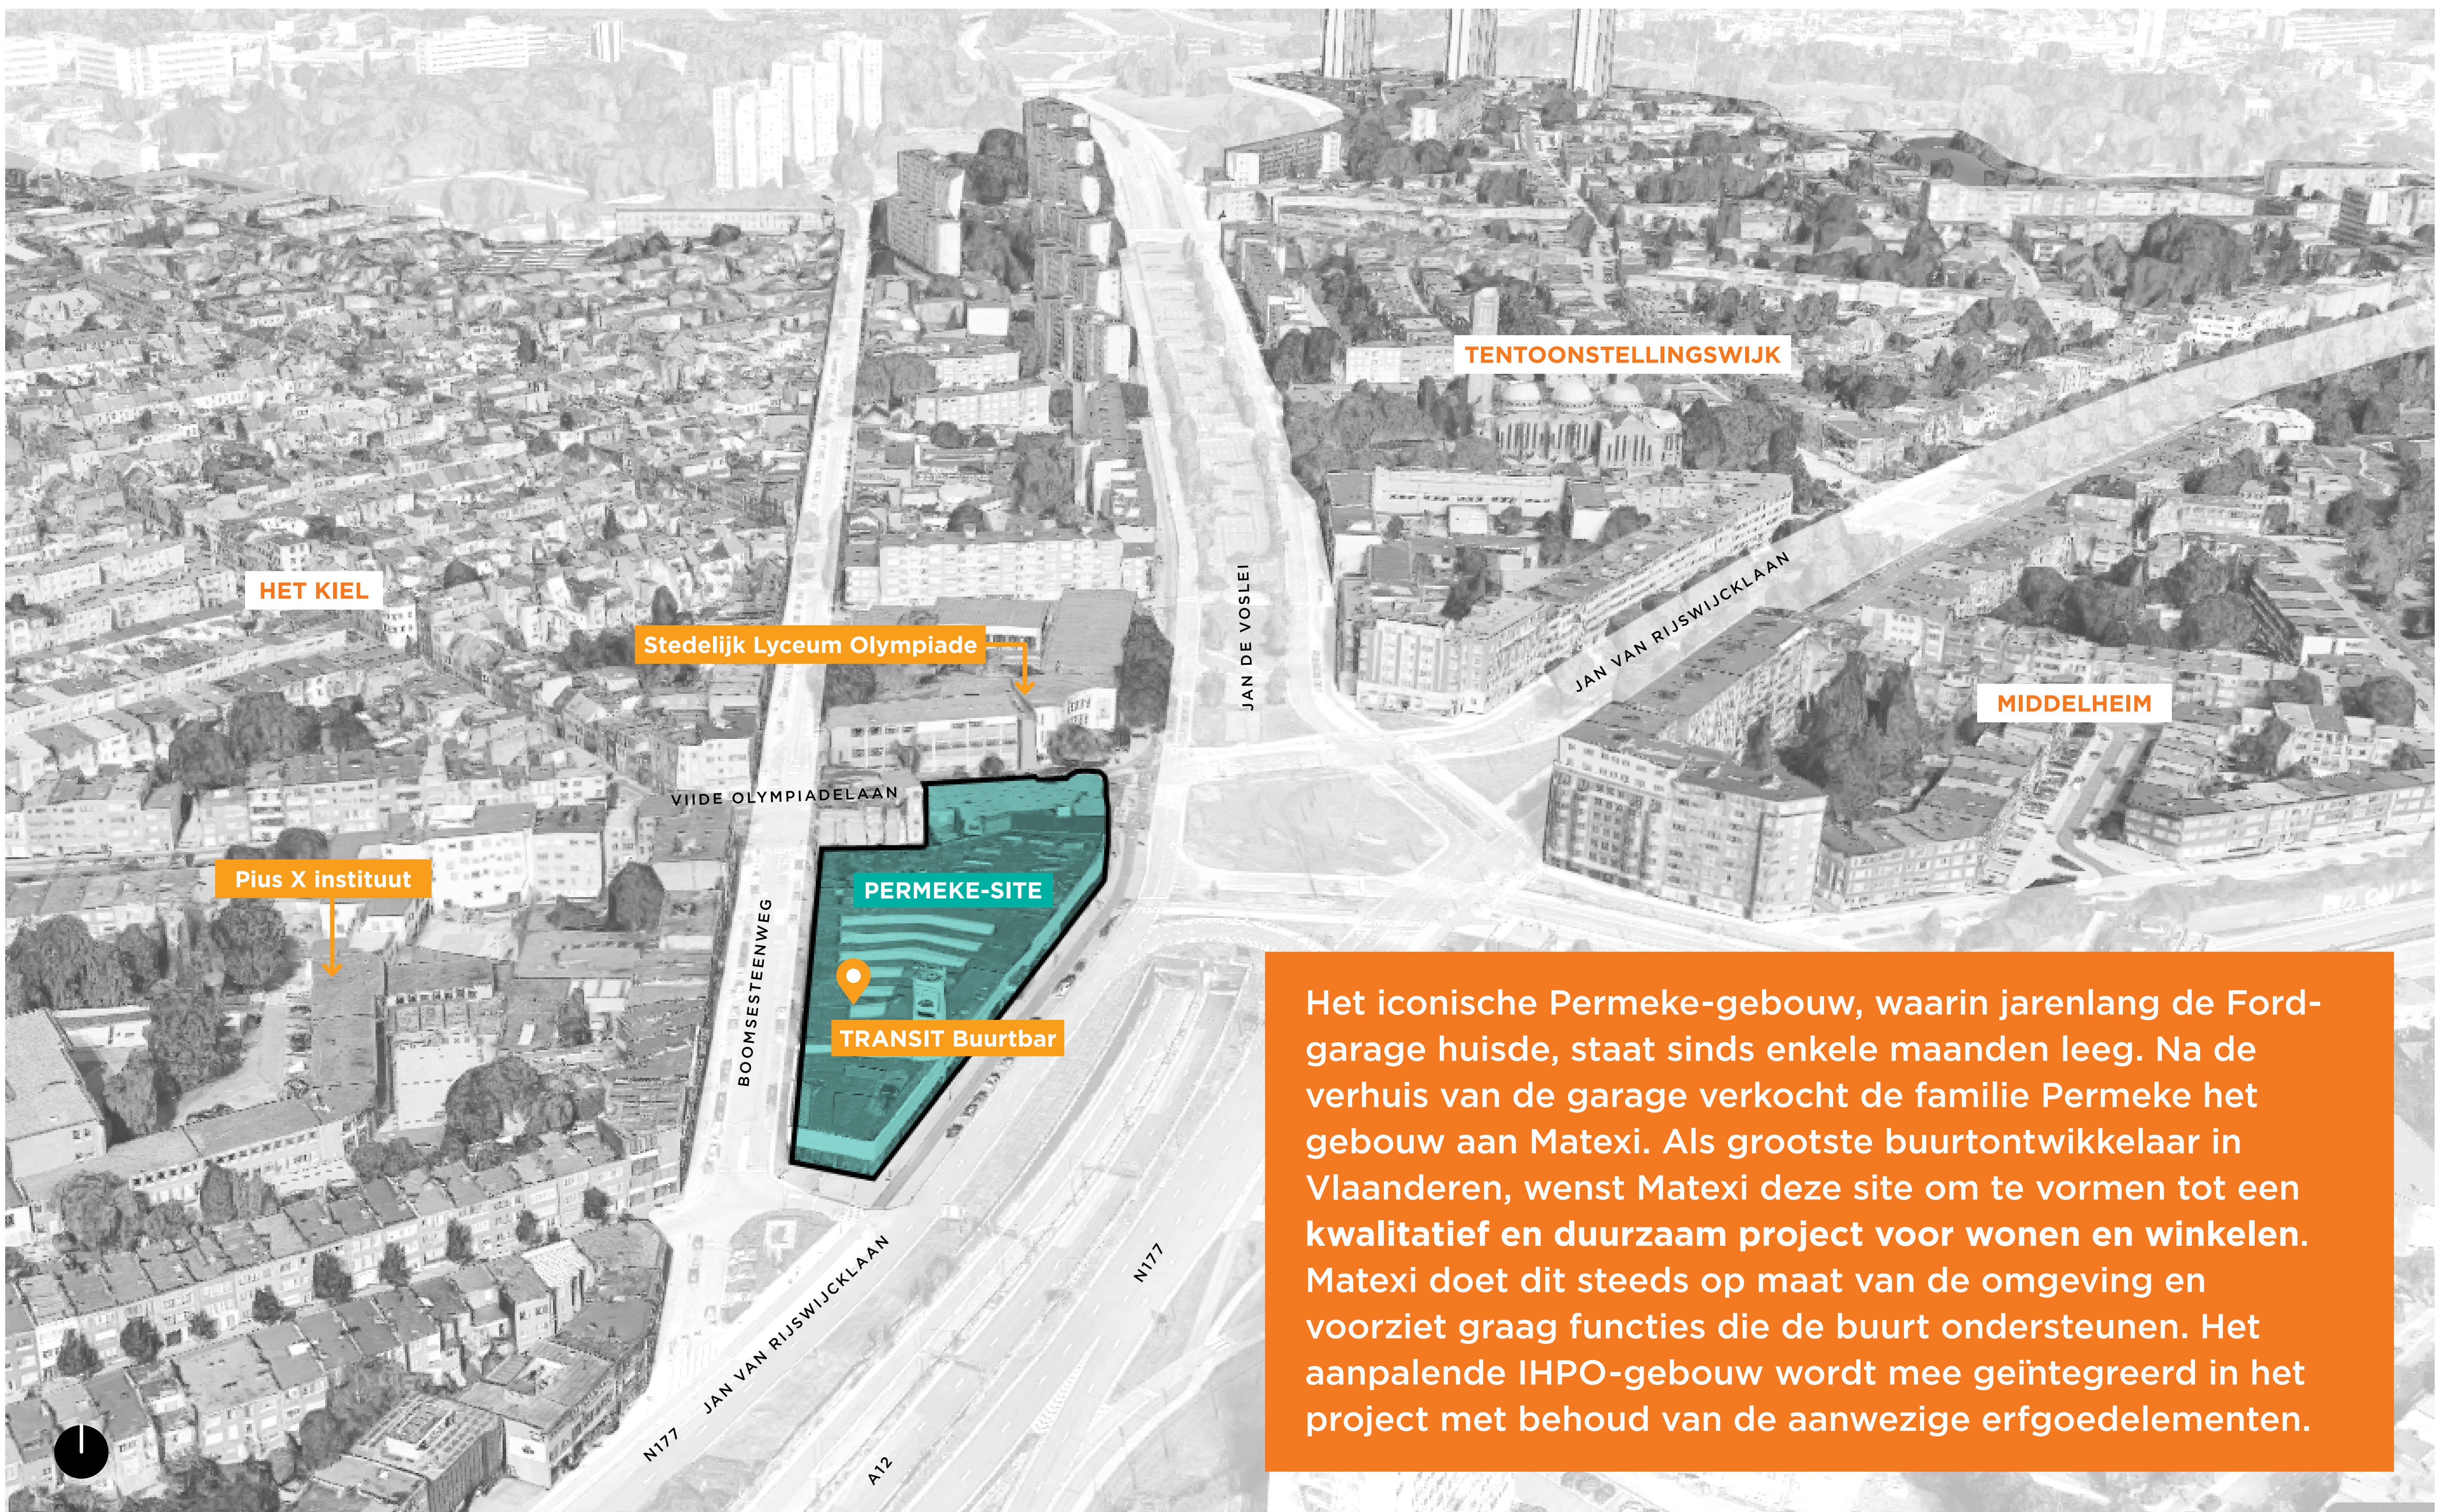 TENTOONSTELLINGSWIJK
HET KIEL
JAN DE VOSLEI
JAN VAN RIJSWIJCKLAAN
Stedelijk Lyceum Olympiade
MIDDELHEIM
VIIDE OLYMPIADELAAN
Pius X instituut
PERMEKE-SITE
BOOMSESTEENWEG
TRANSIT Buurtbar
Het iconische Permeke-gebouw, waarin jarenlang de Ford-
garage huisde, staat sinds enkele maanden leeg. Na de
verhuis van de garage verkocht de familie Permeke het
gebouw aan Matexi. Als grootste buurtontwikkelaar in
Vlaanderen, wenst Matexi deze site om te vormen tot een
kwalitatief en duurzaam project voor wonen en winkelen.
Matexi doet dit steeds op maat van de omgeving en
voorziet graag functies die de buurt ondersteunen. Het
aanpalende IHPO-gebouw wordt mee geïntegreerd in het
project met behoud van de aanwezige erfgoedelementen.
JAN VAN RIJSWIJCKLAAN
N177
N177
A12